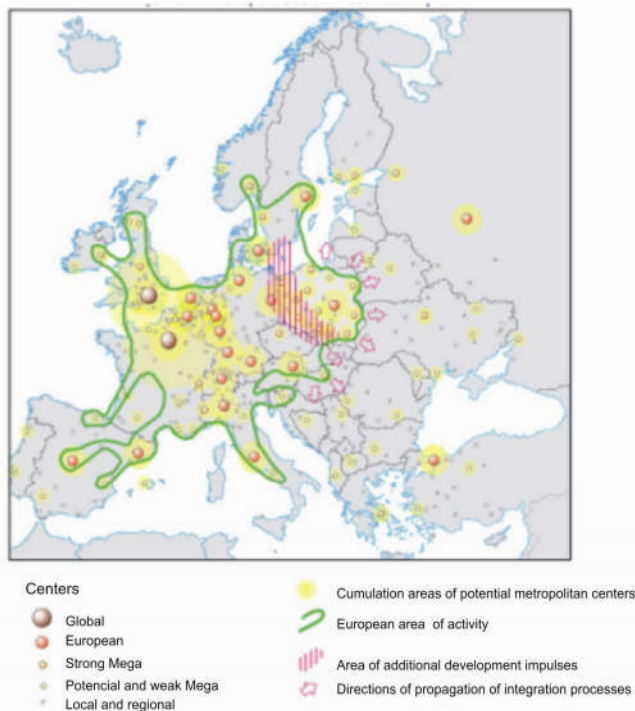 Centers
Global
European
Strong Mega
Potencial and weak Mega
Local and regional
Cumulation areas of potential metropolitan centers
European area of activity
Area of additional development impulses
Directions of propagation of integration processes